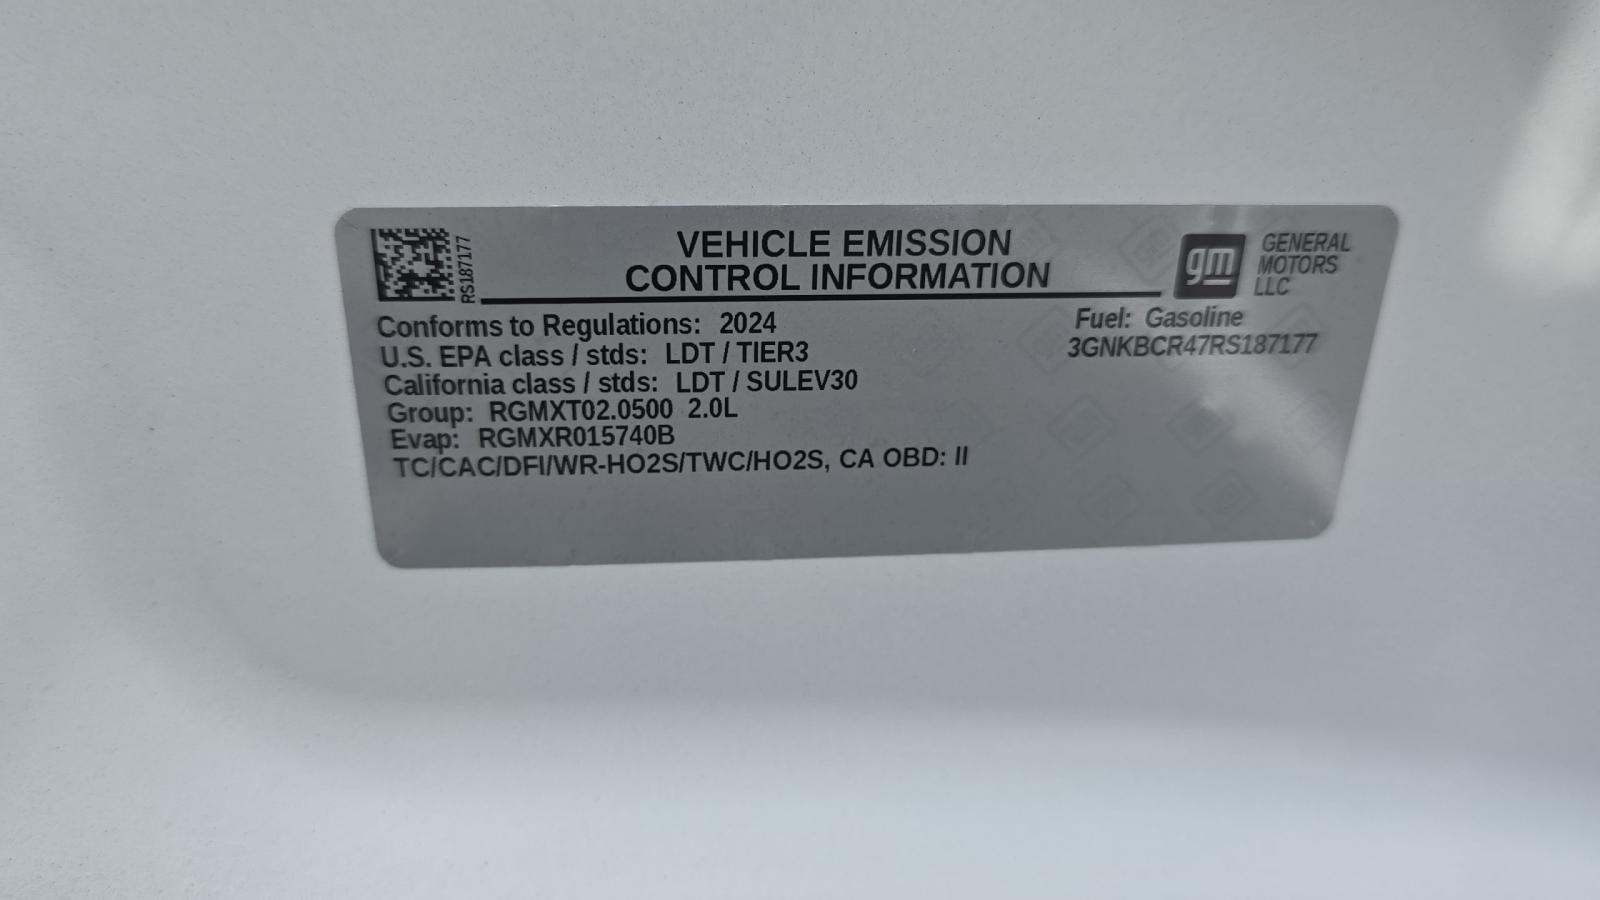 RS187177
VEHICLE EMISSION
CONTROL INFORMATION
gm
GENERAL
MOTORS
LLC
Conforms to Regulations: 2024
U.S. EPA class / stds: LDT / TIER3
California class / stds: LDT / SULEV30
Group: RGMXT02.0500 2.0L
Evap: RGMXR015740B
TC/CAC/DFI/WR-HO2S/TWC/HO2S, CA OBD: II
Fuel: Gasoline
3GNKBCR47RS187177